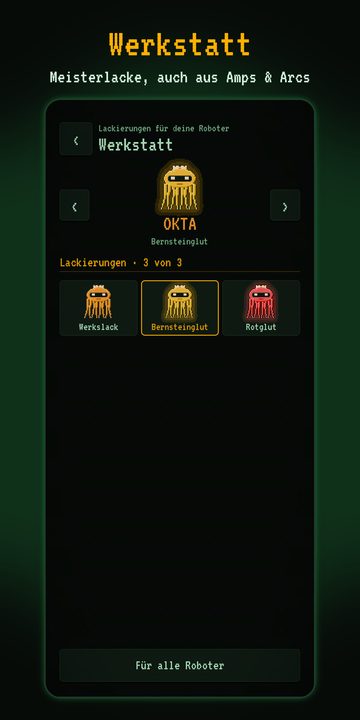 Werkstatt
Meisterlacke, auch aus Amps & Arcs
Lackierungen für deine Roboter
Werkstatt
OKTA
Bernsteinglut
Lackierungen · 3 von 3
Werkslack Bernsteinglut Rotglut
Für alle Roboter